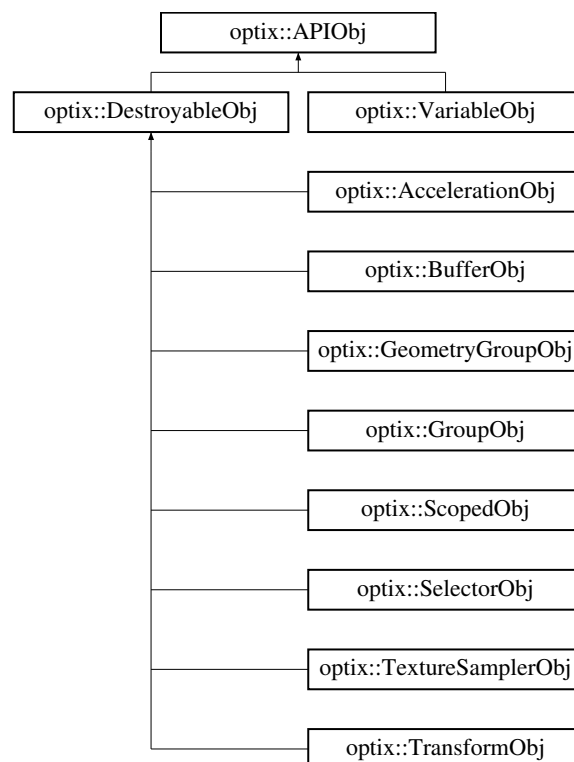 optix::APIObj
optix::DestroyableObj
optix::VariableObj
optix::AccelerationObj
optix::BufferObj
optix::GeometryGroupObj
optix::GroupObj
optix::ScopedObj
optix::SelectorObj
optix::TextureSamplerObj
optix::TransformObj